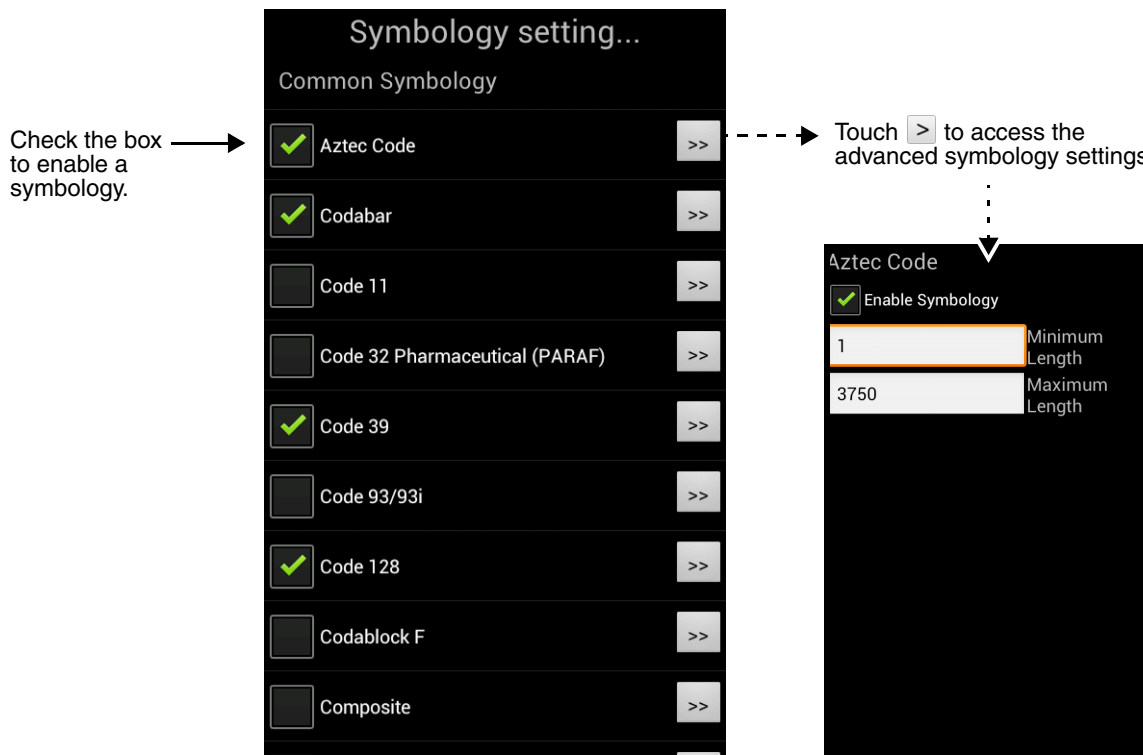 Symbology setting...
Common Symbology
Check the box
to enable a
symbology.
Aztec Code >>
Codabar >>
Code 11 >>
Code 32 Pharmaceutical (PARAF) >>
Code 39 >>
Code 93/93i >>
Code 128 >>
Codablock F >>
Composite >>
Touch > to access the
advanced symbology settings
Aztec Code
Enable Symbology
1 Minimum
Length
3750 Maximum
Length